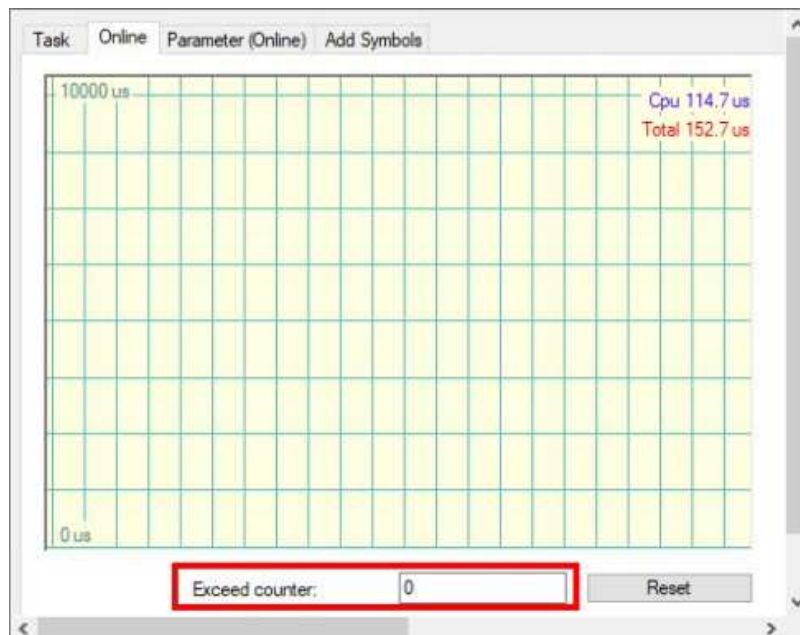 Task Online Parameter (Online) Add Symbols
10000 us
Cpu 114.7 us
Total 152.7 us
0 us
Exceed counter: 0 Reset